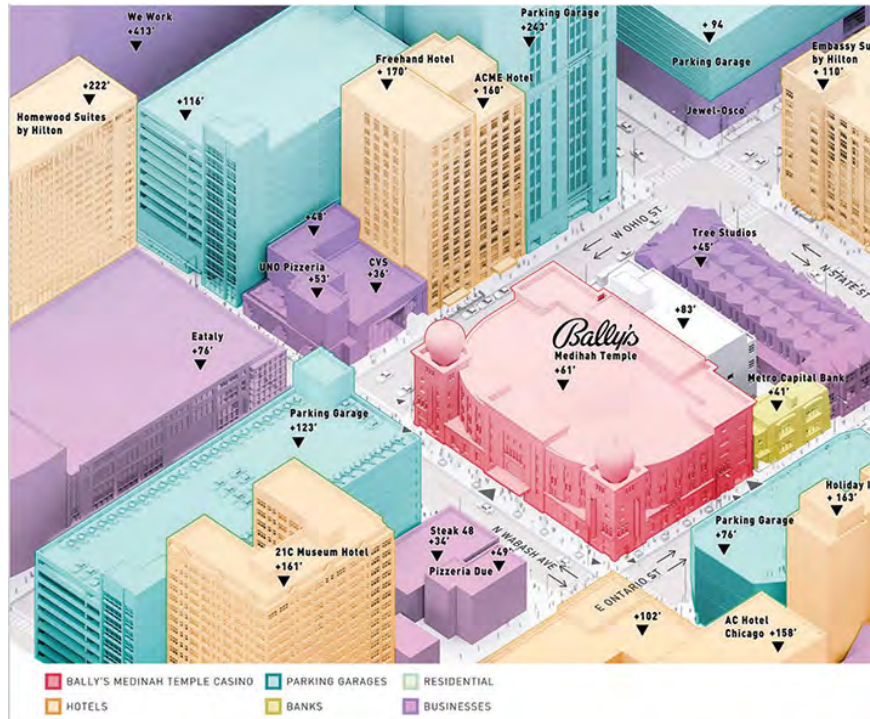 We Work
+413'
Parking Garage
+243'
+ 94
Parking Garage
Embassy Sui
by Hilton
+ 110'
Freehand Hotel
+ 170'
ACME Hotel
+ 160'
+222'
Homewood Suites
by Hilton
+116'
Jewel-Osco
W OHIO ST.
Tree Studios
+45'
N STATE ST
+48'
UNO Pizzeria
+53'
CVS
+36'
+83'
Bally's
Medihah Temple
+61'
Eataly
+76'
Metro Capital Bank
+41'
Parking Garage
+123'
Holiday I
+ 163'
Steak 48
+34'
+49'
Pizzeria Due
N WABASH AVE
Parking Garage
+76'
21C Museum Hotel
+161'
E ONTARIO ST
+102'
AC Hotel
Chicago
+158'
BALLY'S MEDINAH TEMPLE CASINO
PARKING GARAGES
RESIDENTIAL
HOTELS
BANKS
BUSINESSES